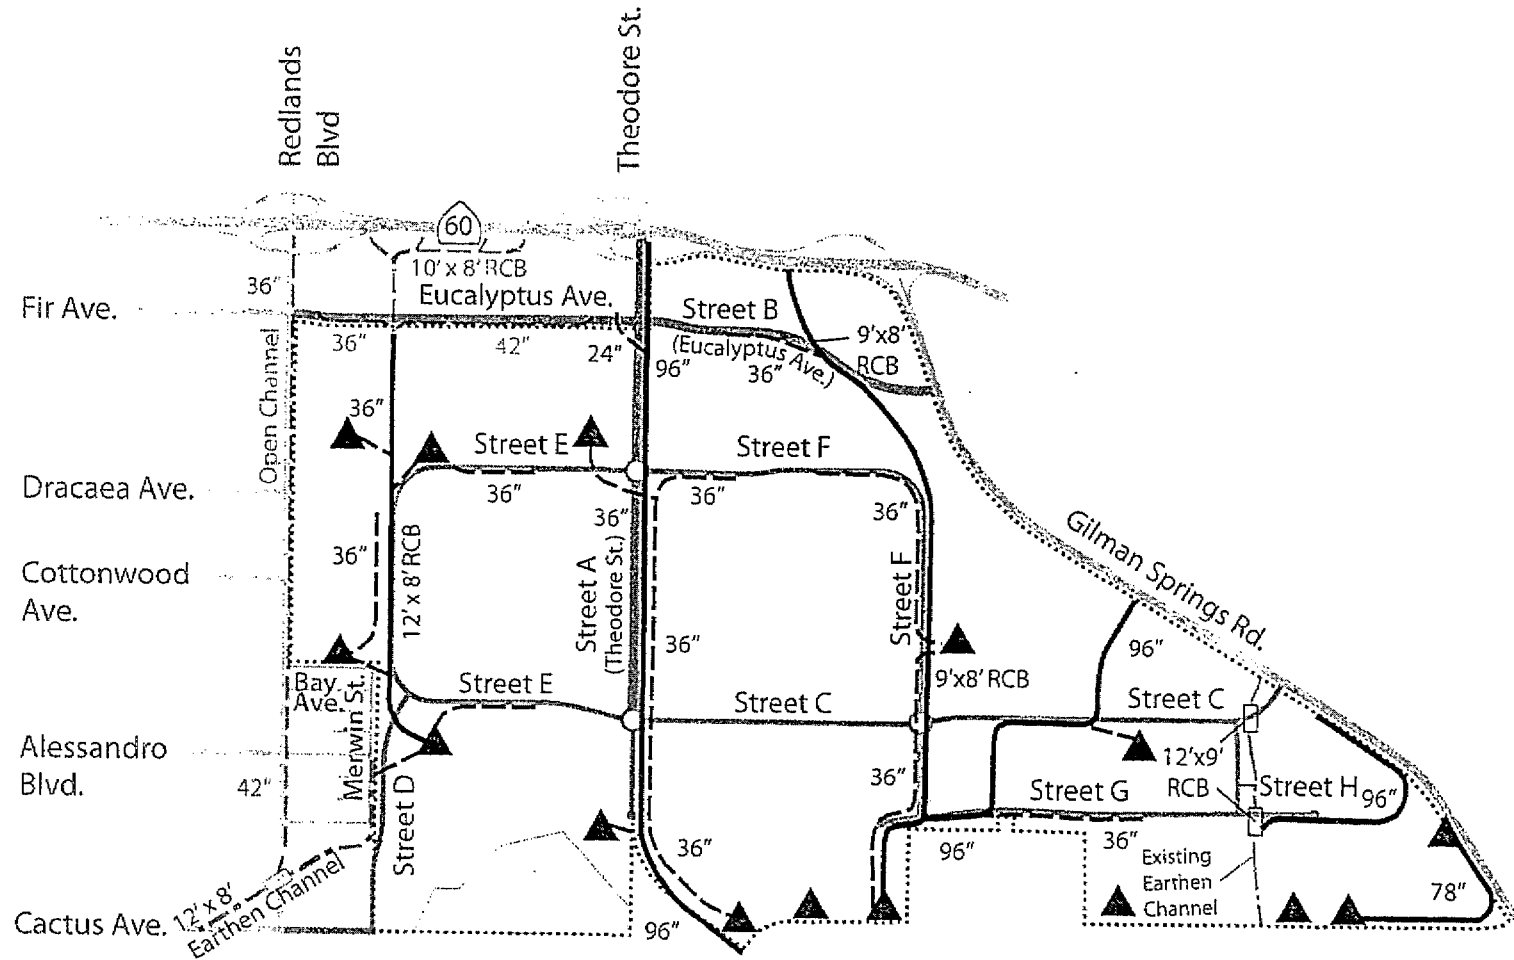 Redlands
Blvd
Theodore St.
60
10' x 8' RCB
36"
Fir Ave.
Eucalyptus Ave.
Street B
(Eucalyptus Ave.)
9'x8'
RCB
36"
42"
24"
96"
36"
Open Channel
36"
Street E
Street F
Dracaea Ave.
36"
36"
36"
36"
Gilman Springs Rd.
Cottonwood
Ave.
36"
12' x 8' RCB
Street A
(Theodore St.)
36"
Street F
96"
9'x8' RCB
Bay
Ave.
Merwin St.
Street E
Street C
Street C
Alessandro
Blvd.
42"
Street D
36"
12'x9'
RCB
Street G
Street H
96"
36"
96"
36"
Existing
Earthen
Channel
78"
Cactus Ave.
12' x 8'
Earthen Channel
96"